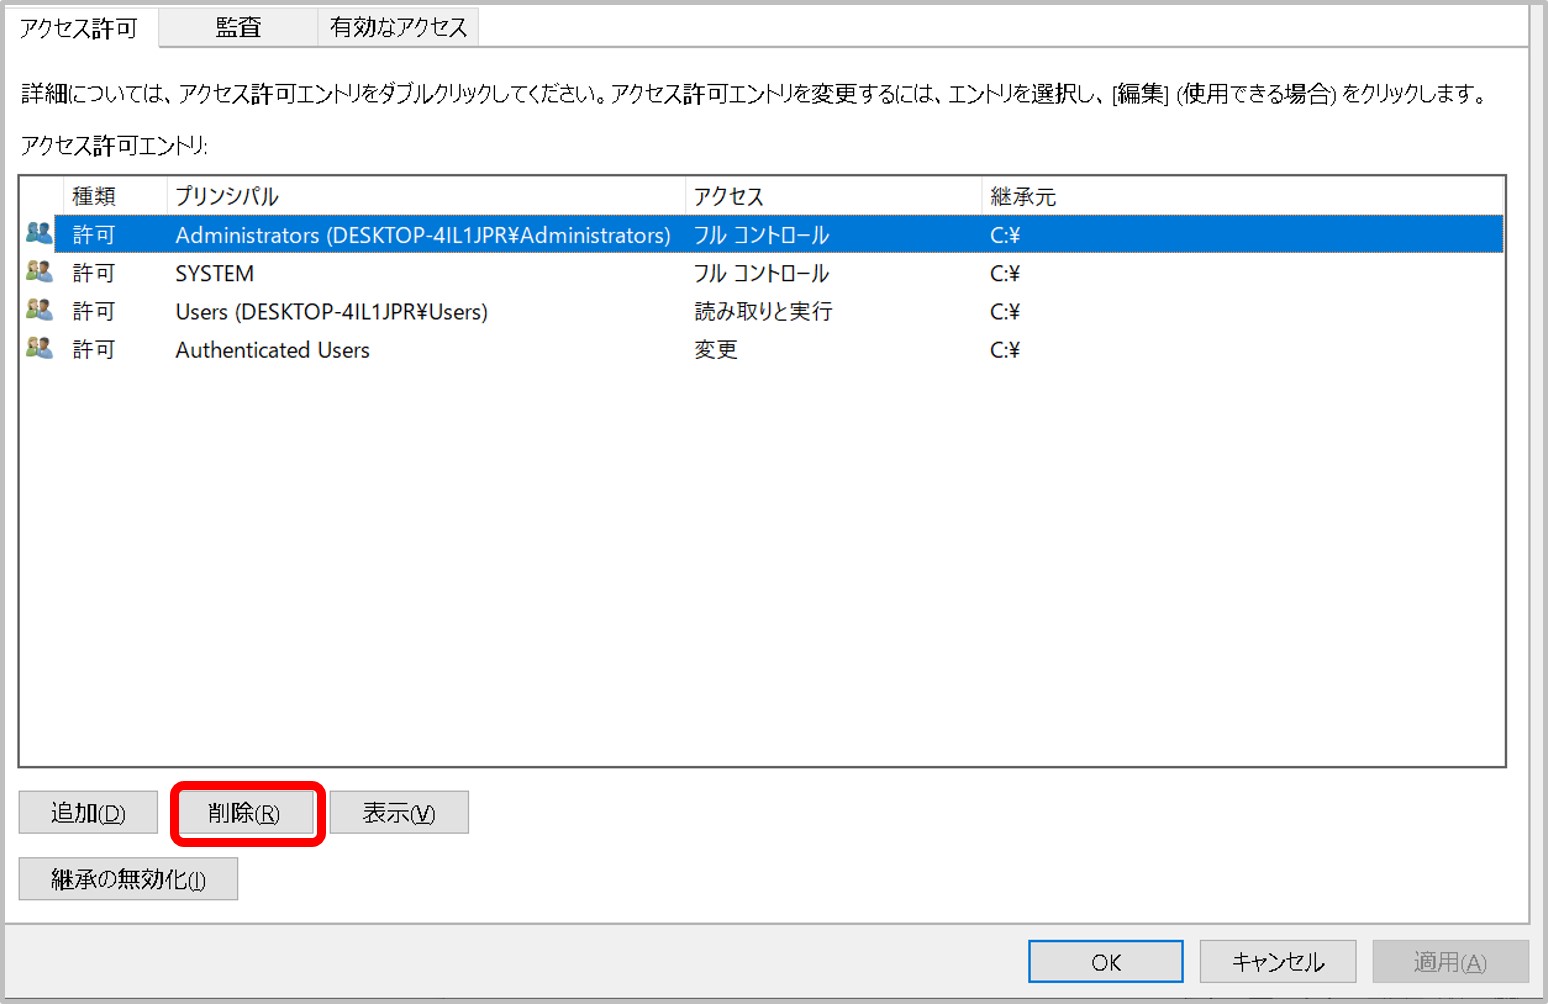 アクセス許可 監査 有効なアクセス
詳細については、アクセス許可エントリをダブルクリックしてください。アクセス許可エントリを変更するには、エントリを選択し、[編集] (使用できる場合) をクリックします。
アクセス許可エントリ:
種類 プリンシパル アクセス 継承元
許可 Administrators (DESKTOP-4IL1JPR¥Administrators) フル コントロール C:¥
許可 SYSTEM フル コントロール C:¥
許可 Users (DESKTOP-4IL1JPR¥Users) 読み取りと実行 C:¥
許可 Authenticated Users 変更 C:¥
追加(D) 削除(R) 表示(V)
継承の無効化(I)
OK キャンセル 適用(A)